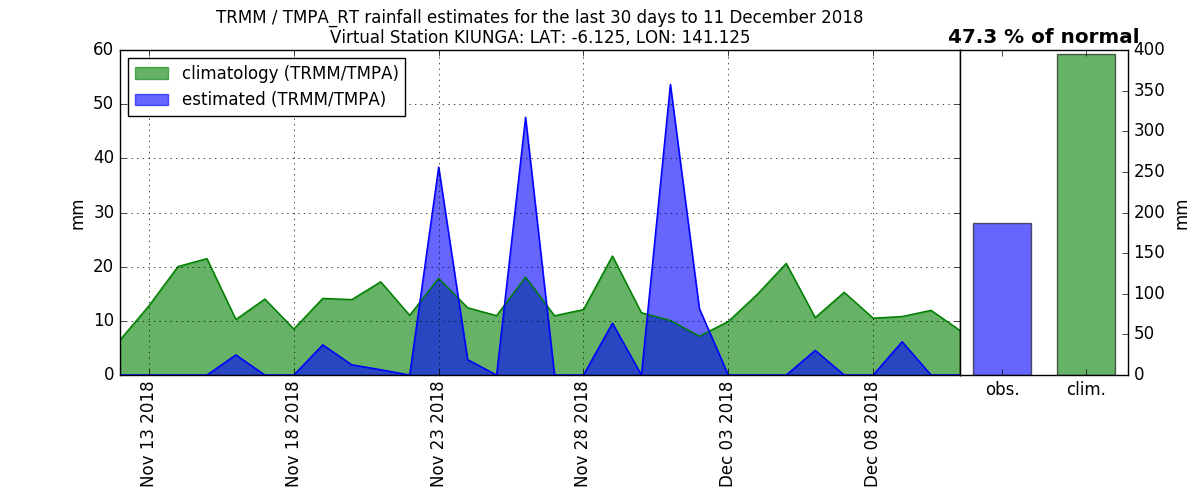 TRMM / TMPA_RT rainfall estimates for the last 30 days to 11 December 2018
Virtual Station KIUNGA: LAT: -6.125, LON: 141.125
47.3 % of normal
climatology (TRMM/TMPA)
estimated (TRMM/TMPA)
60
50
40
30
20
10
0
mm
400
350
300
250
200
150
100
50
0
mm
Nov 13 2018
Nov 18 2018
Nov 23 2018
Nov 28 2018
Dec 03 2018
Dec 08 2018
obs.
clim.